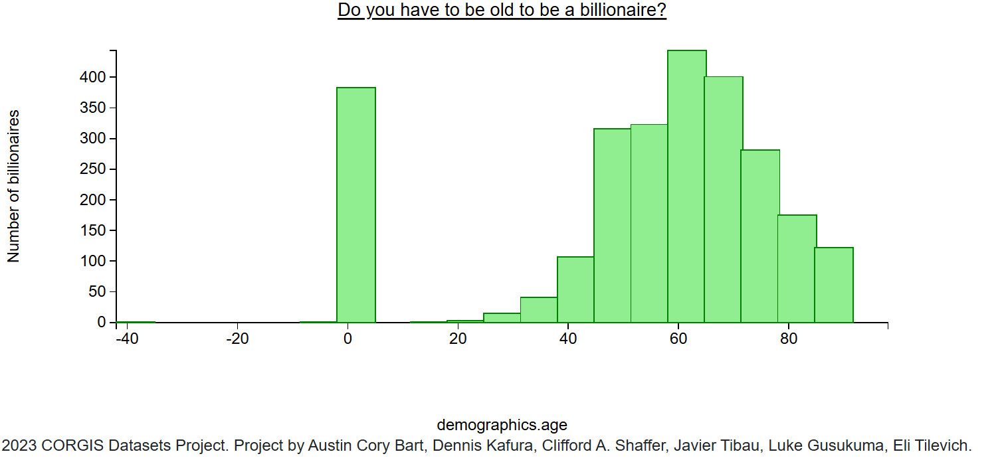 Do you have to be old to be a billionaire?
Number of billionaires
400
350
300
250
200
150
100
50
0
-40 -20 0 20 40 60 80
demographics.age
2023 CORGIS Datasets Project. Project by Austin Cory Bart, Dennis Kafura, Clifford A. Shaffer, Javier Tibau, Luke Gusukuma, Eli Tilevich.